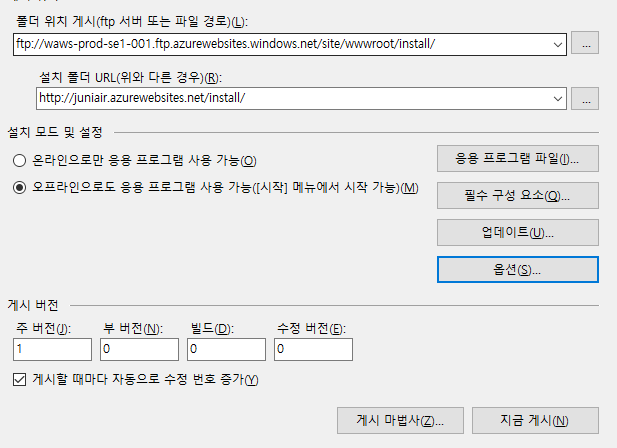 폴더 위치 게시(ftp 서버 또는 파일 경로)(L):
ftp://waws-prod-se1-001.ftp.azurewebsites.windows.net/site/wwwroot/install/
...
설치 폴더 URL(위와 다른 경우)(R):
http://juniair.azurewebsites.net/install/
...
설치 모드 및 설정
온라인으로만 응용 프로그램 사용 가능(O)
응용 프로그램 파일(I)...
오프라인으로도 응용 프로그램 사용 가능([시작] 메뉴에서 시작 가능)(M)
필수 구성 요소(Q)...
업데이트(U)...
옵션(S)...
게시 버전
주 버전(J): 부 버전(N): 빌드(D): 수정 버전(E):
1 0 0 0
게시할 때마다 자동으로 수정 번호 증가(Y)
게시 마법사(Z)... 지금 게시(N)